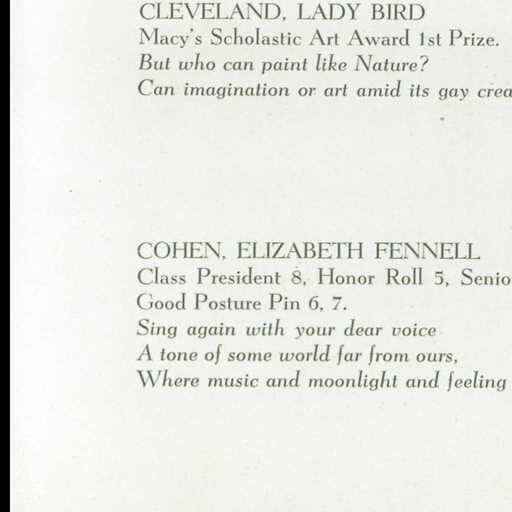 CLEVELAND, LADY BIRD
Macy's Scholastic Art Award 1st Prize.
But who can paint like Nature?
Can imagination or art amid its gay crea
COHEN, ELIZABETH FENNELL
Class President 8, Honor Roll 5, Senio
Good Posture Pin 6, 7.
Sing again with your dear voice
A tone of some world far from ours,
Where music and moonlight and feeling